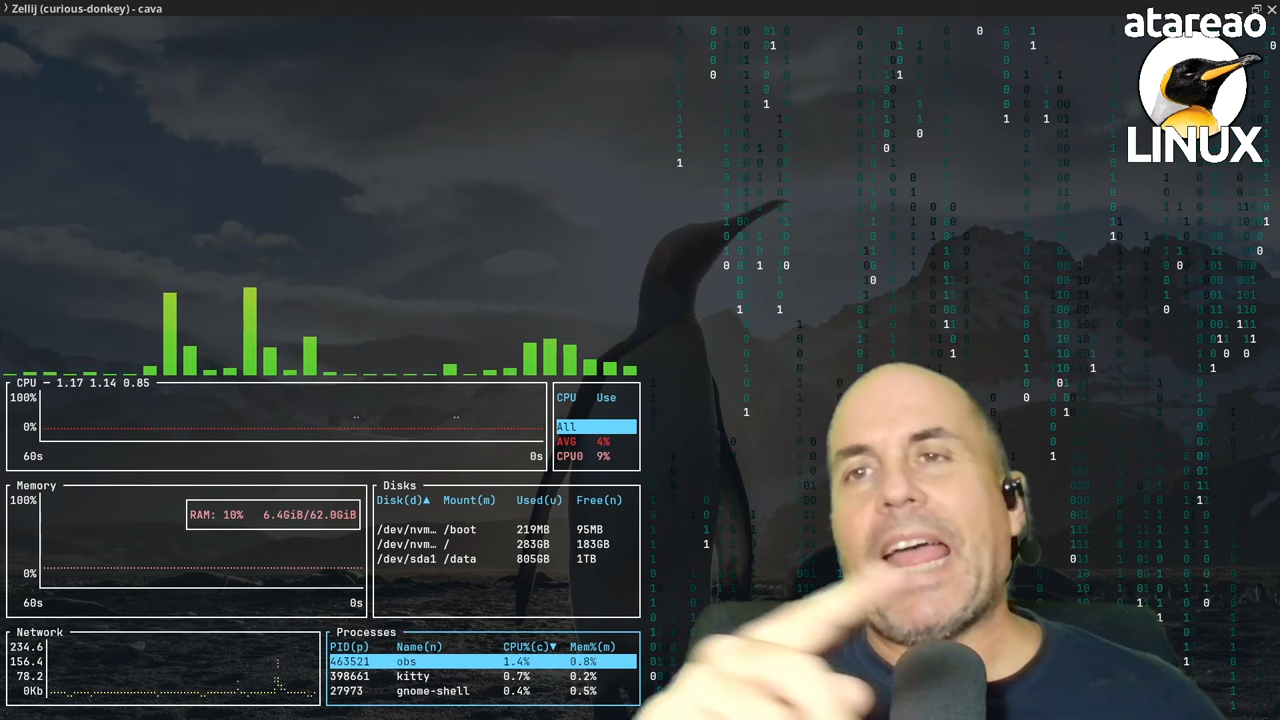 Zellij (curious-donkey) - cava
atareao
LINUX
CPU — 1.17 1.14 0.85
100%
0%
60s 0s
CPU Use
All
AVG 4%
CPU0 9%
Memory
100%
RAM: 10% 6.4GiB/62.0GiB
0%
60s 0s
Disks
Disk(d)▲ Mount(m) Used(u) Free(n)
/dev/nvm… /boot 219MB 95MB
/dev/nvm… / 283GB 183GB
/dev/sda1 /data 805GB 1TB
Network
234.6
156.4
78.2
0Kb
Processes
PID(p) Name(n) CPU%(c)▼ Mem%(m)
463521 obs 1.4% 0.8%
398661 kitty 0.7% 0.2%
27973 gnome-shell 0.4% 0.5%